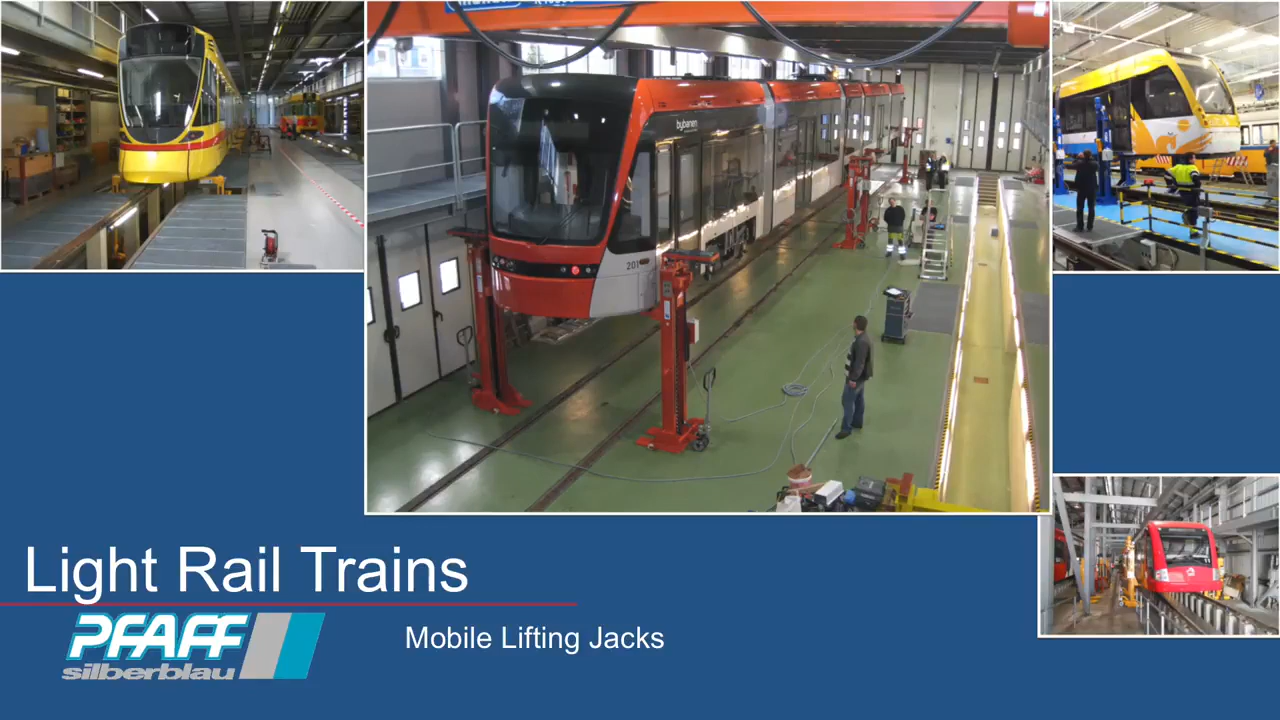 bybanen
201
Light Rail Trains
PFAFF
silberblau
Mobile Lifting Jacks